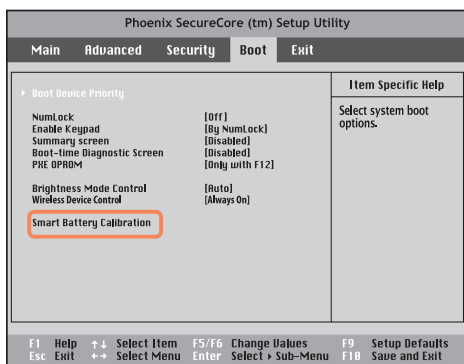 Phoenix SecureCore (tm) Setup Utility
Main Advanced Security Boot Exit
▸ Boot Device Priority
NumLock [Off]
Enable Keypad [By NumLock]
Summary screen [Disabled]
Boot-time Diagnostic Screen [Disabled]
PXE OPROM [Only with F12]
Brightness Mode Control [Auto]
Wireless Device Control [Always On]
Smart Battery Calibration
Item Specific Help
Select system boot
options.
F1 Help ↑↓ Select Item F5/F6 Change Values F9 Setup Defaults
Esc Exit ←→ Select Menu Enter Select ▸ Sub-Menu F10 Save and Exit